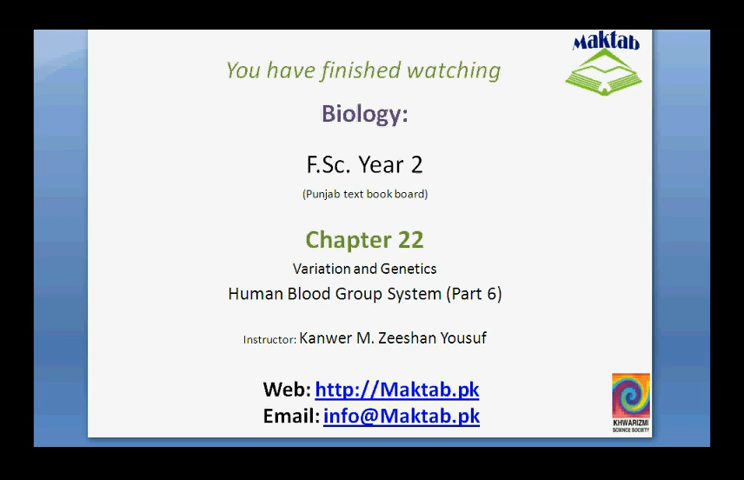 Maktab
You have finished watching
Biology:
F.Sc. Year 2
(Punjab text book board)
Chapter 22
Variation and Genetics
Human Blood Group System (Part 6)
Instructor: Kanwer M. Zeeshan Yousuf
Web: http://Maktab.pk
Email: info@Maktab.pk
KHWARIZMI
SCIENCE SOCIETY